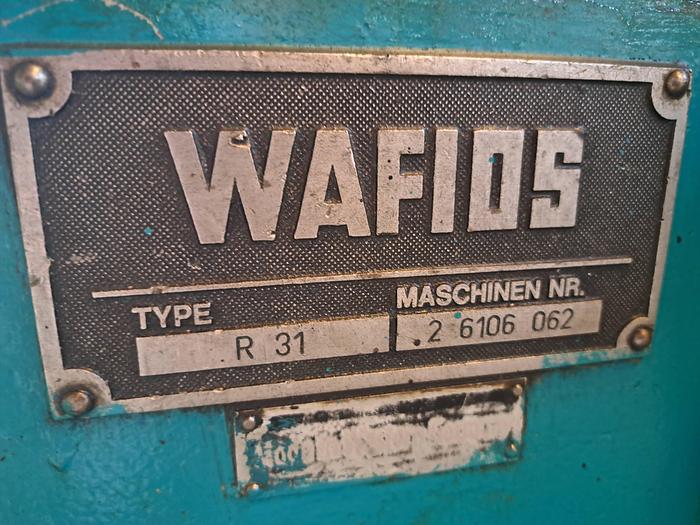 WAFIOS
TYPE MASCHINEN NR.
R 31 2 6106 062